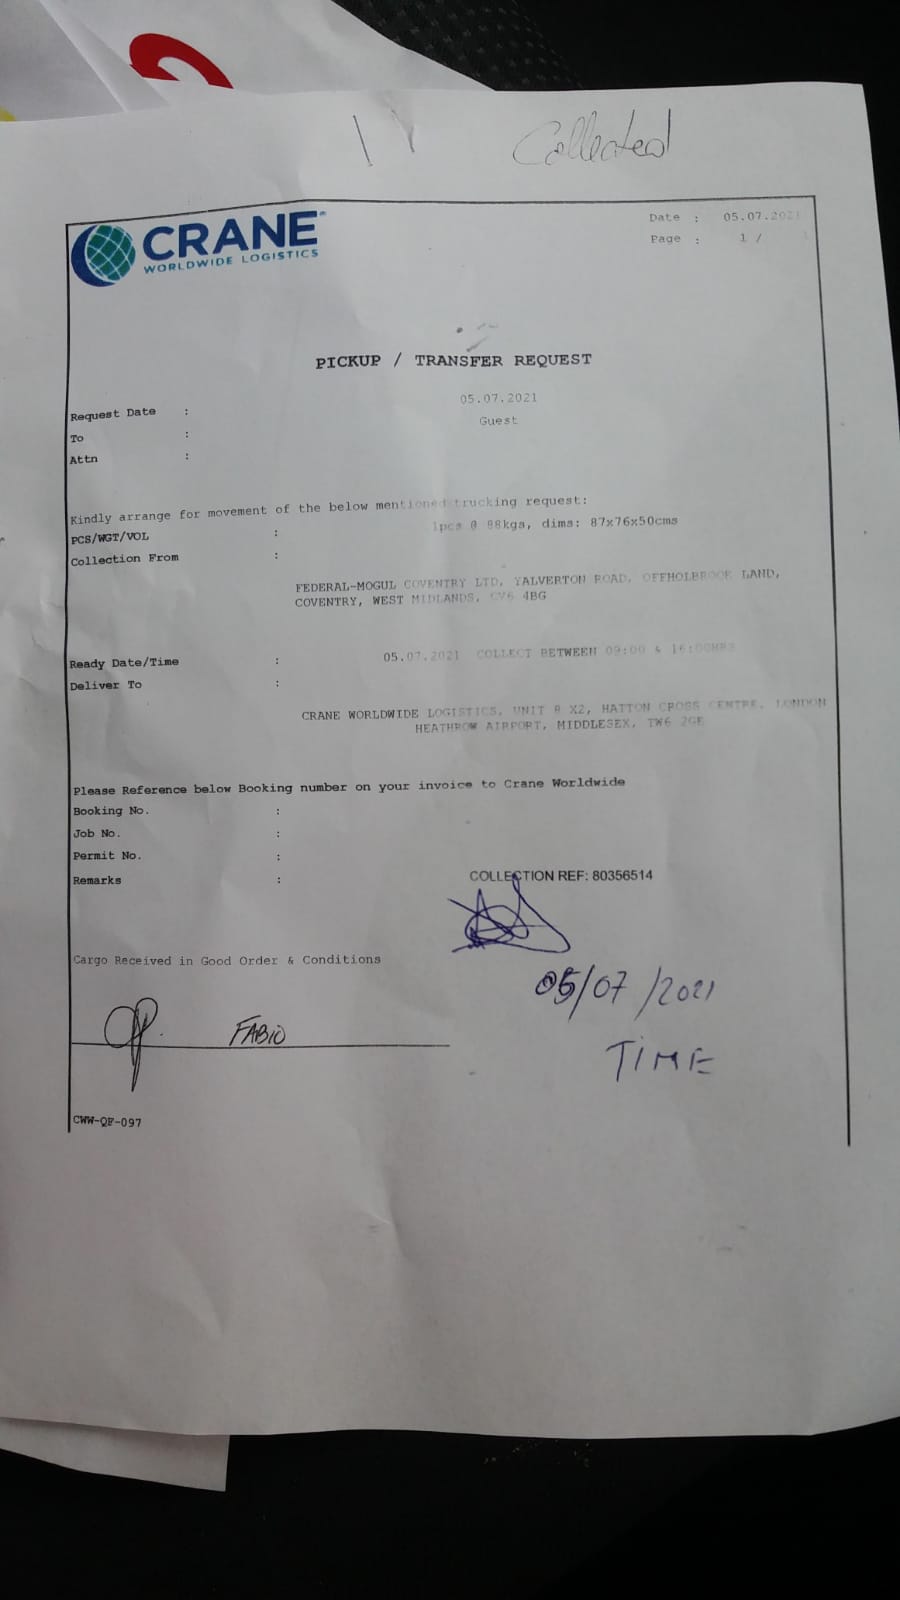 Collected
CRANE
WORLDWIDE LOGISTICS
Date : 05.07.2021
Page : 1 / 1
PICKUP / TRANSFER REQUEST
Request Date : 05.07.2021
To : Guest
Attn :
Kindly arrange for movement of the below mentioned trucking request:
PCS/WGT/VOL : 1pcs @ 88kgs, dims: 87x76x50cms
Collection From :
FEDERAL-MOGUL COVENTRY LTD, YALVERTON ROAD, OFFHOLBROOK LAND,
COVENTRY, WEST MIDLANDS, CV6 4BG
Ready Date/Time : 05.07.2021 COLLECT BETWEEN 09:00 & 16:00HRS
Deliver To :
CRANE WORLDWIDE LOGISTICS, UNIT 8 X2, HATTON CROSS CENTRE, LONDON
HEATHROW AIRPORT, MIDDLESEX, TW6 2GE
Please Reference below Booking number on your invoice to Crane Worldwide
Booking No. :
Job No. :
Permit No. :
Remarks : COLLECTION REF: 80356514
Cargo Received in Good Order & Conditions
05/07/2021
FABIO
TIME
CWW-QF-097